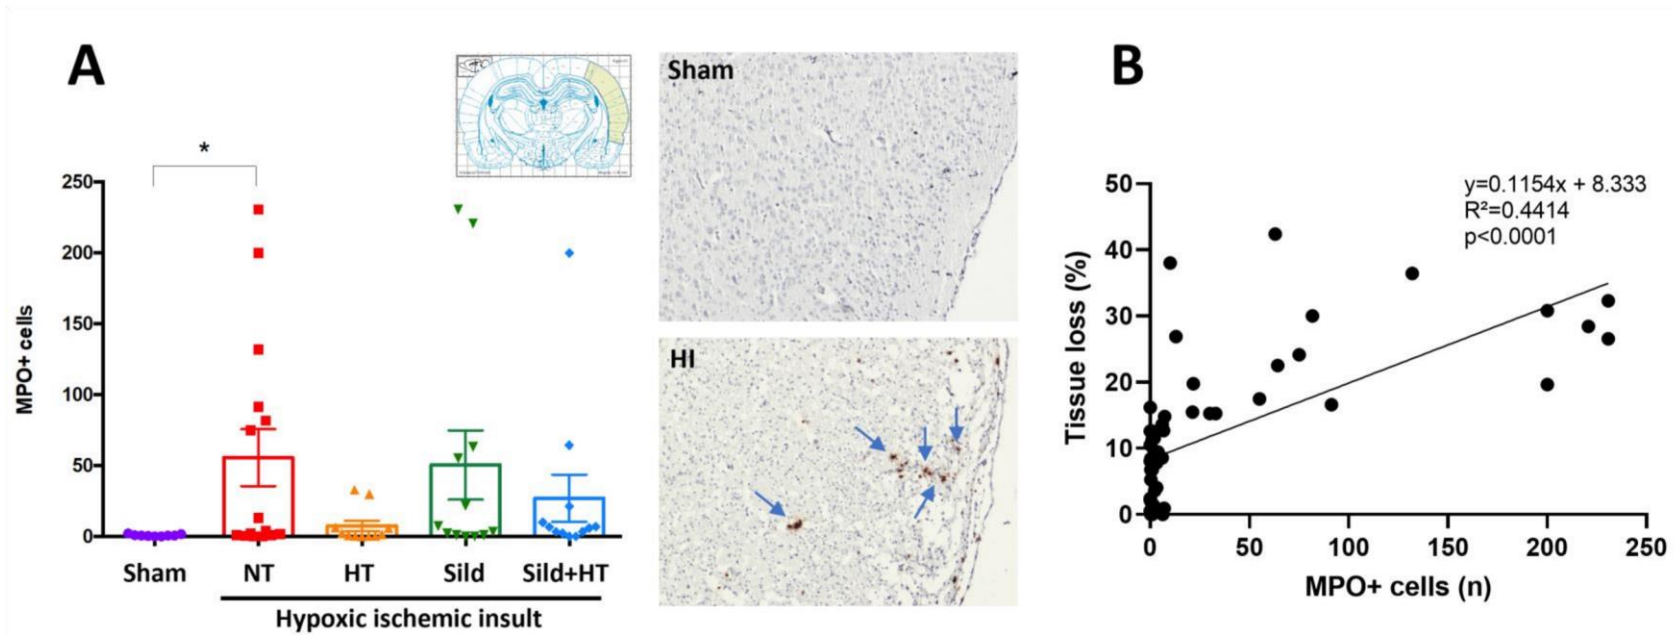 A
*
250
200
150
100
50
0
MPO+ cells
Sham
NT
HT
Sild
Sild+HT
Hypoxic ischemic insult
Sham
HI
B
y=0.1154x + 8.333
R²=0.4414
p<0.0001
50
40
30
20
10
0
Tissue loss (%)
0 50 100 150 200 250
MPO+ cells (n)